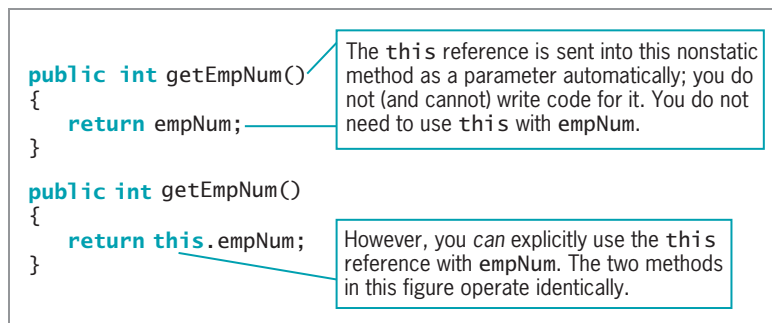 public int getEmpNum()
{
return empNum;
}
The this reference is sent into this nonstatic
method as a parameter automatically; you do
not (and cannot) write code for it. You do not
need to use this with empNum.
public int getEmpNum()
{
return this.empNum;
}
However, you can explicitly use the this
reference with empNum. The two methods
in this figure operate identically.